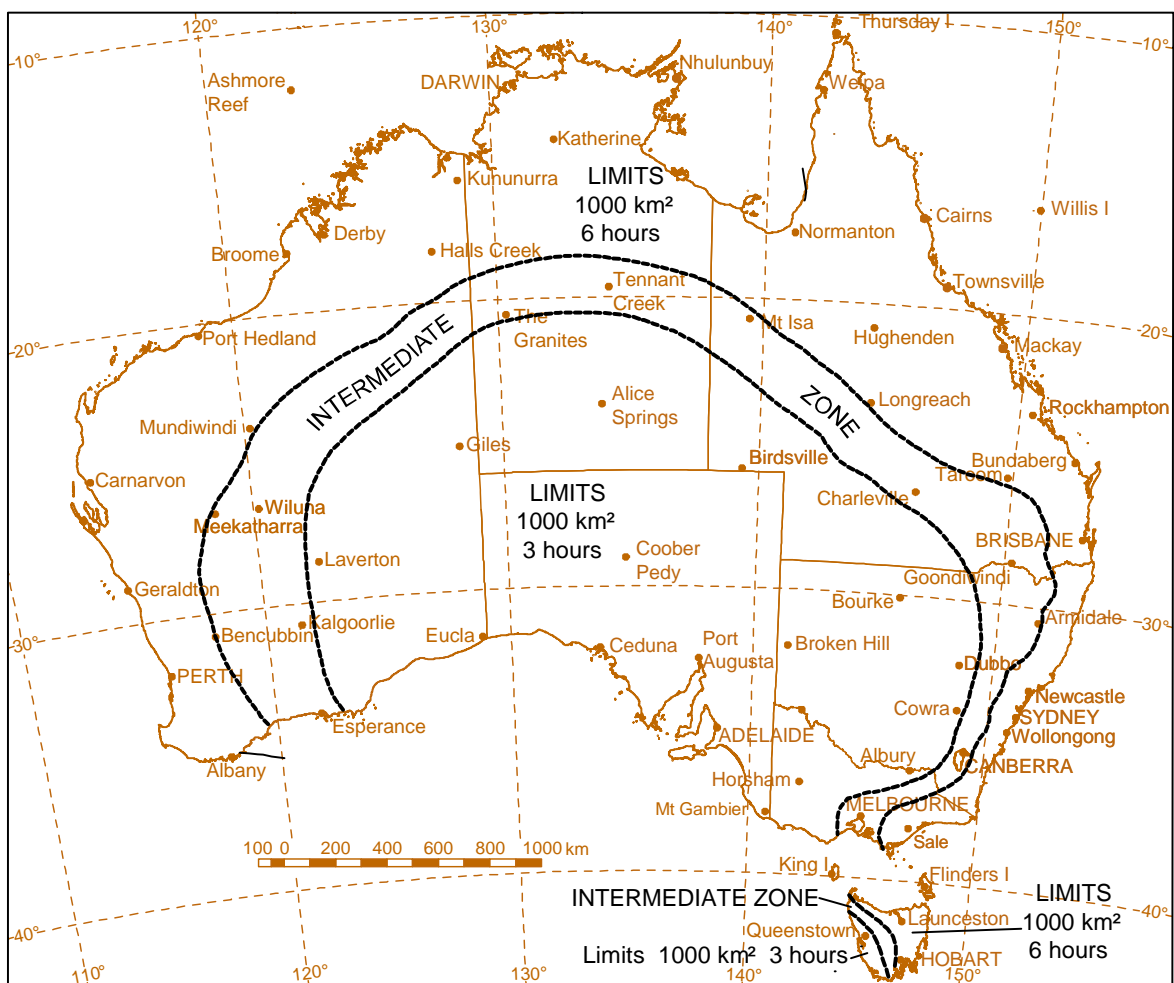 120°
130°
140°
150°
10°
10°
Thursday I
Ashmore
Reef
DARWIN
Nhulunbuy
Weipa
Katherine
Kununurra
LIMITS
1000 km²
6 hours
Willis I
Cairns
Normanton
Derby
Broome
Halls Creek
Tennant
Creek
Townsville
Port Hedland
The
Granites
Mt Isa
Hughenden
Mackay
20°
20°
INTERMEDIATE
ZONE
Alice
Springs
Longreach
Rockhampton
Mundiwindi
Giles
Birdsville
Bundaberg
Taroom
Carnarvon
Charleville
Wiluna
Meekatharra
LIMITS
1000 km²
3 hours
BRISBANE
Laverton
Coober
Pedy
Goondiwindi
Geraldton
Bourke
Armidale
Kalgoorlie
Bencubbin
Eucla
Ceduna
Port
Augusta
Broken Hill
30°
30°
Dubbo
PERTH
Newcastle
Cowra
SYDNEY
Esperance
ADELAIDE
Wollongong
Albany
Albury
CANBERRA
Horsham
Mt Gambier
MELBOURNE
Sale
100 0 200 400 600 800 1000 km
King I
Flinders I
INTERMEDIATE ZONE
LIMITS
1000 km²
6 hours
Launceston
Queenstown
Limits 1000 km² 3 hours
HOBART
40°
40°
110°
120°
130°
140°
150°